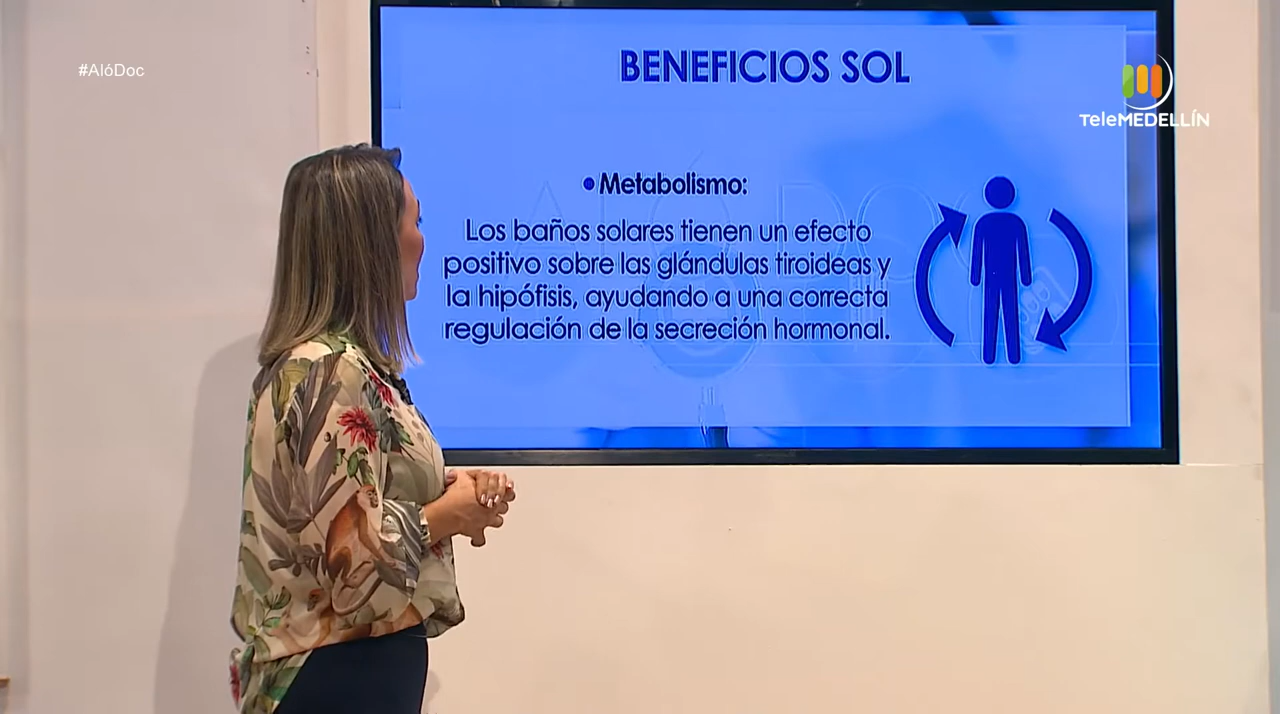 #AlóDoc
BENEFICIOS SOL
TeleMEDELLÍN
•Metabolismo:
Los baños solares tienen un efecto
positivo sobre las glándulas tiroideas y
la hipófisis, ayudando a una correcta
regulación de la secreción hormonal.